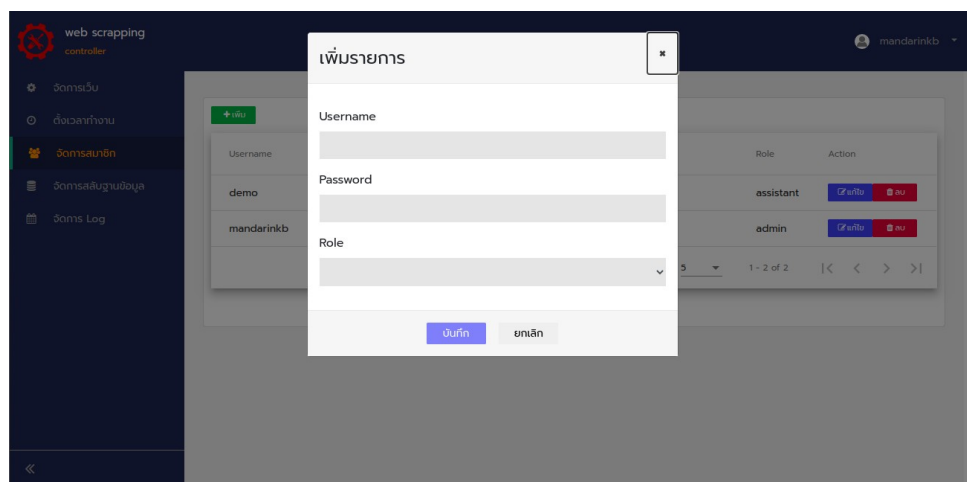 web scrapping
controller
mandarinkb
จัดการเว็บ
ตั้งเวลาทำงาน
จัดการสมาชิก
จัดการสลับฐานข้อมูล
จัดการ Log
+เพิ่ม
Username
Role
Action
demo
assistant
แก้ไข
ลบ
mandarinkb
admin
แก้ไข
ลบ
5
1 - 2 of 2
เพิ่มรายการ
Username
Password
Role
บันทึก
ยกเลิก